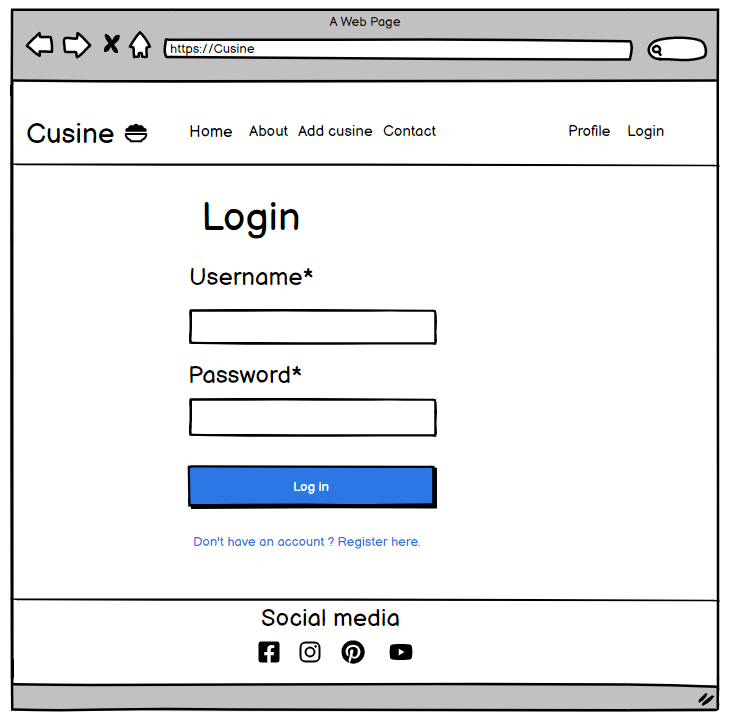 A Web Page
https://Cusine
Cusine Home About Add cusine Contact Profile Login
Login
Username*
Password*
Log in
Don't have an account ? Register here.
Social media